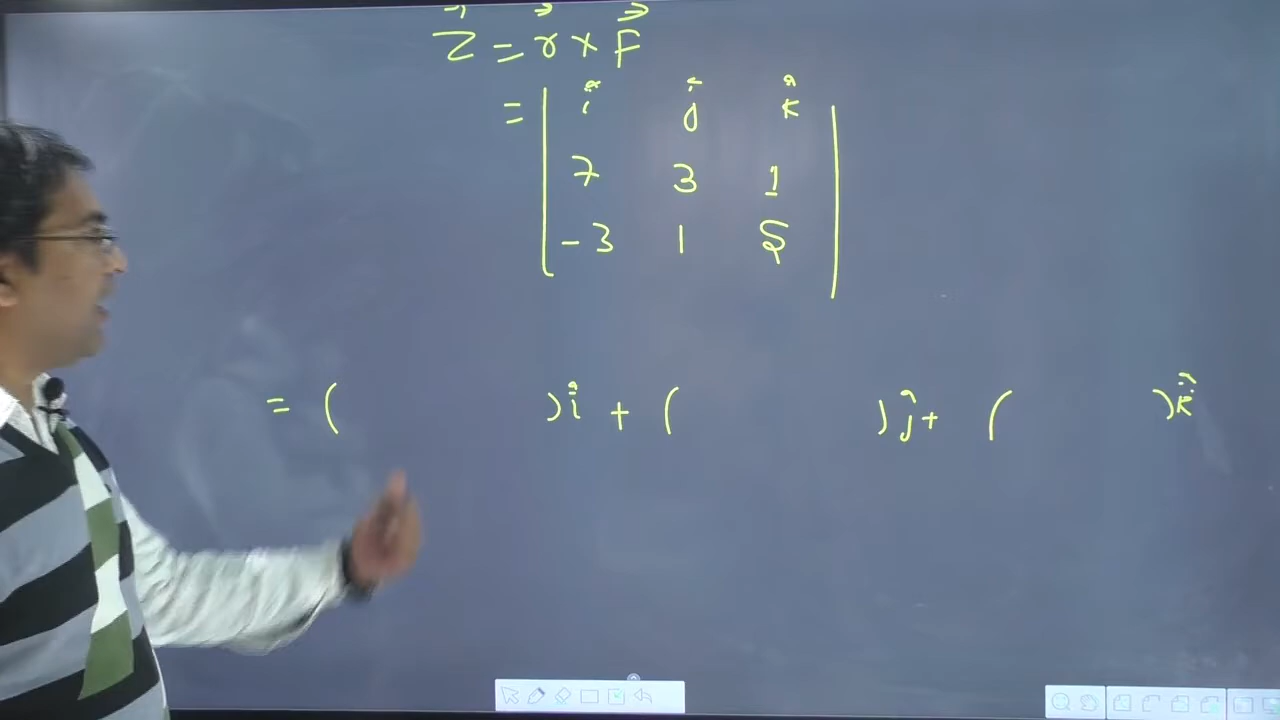 τ⃗ = r⃗ × F⃗
= | î ĵ k̂ |
| 7 3 1 |
| -3 1 5 |
= ( ) î + ( ) ĵ + ( ) k̂